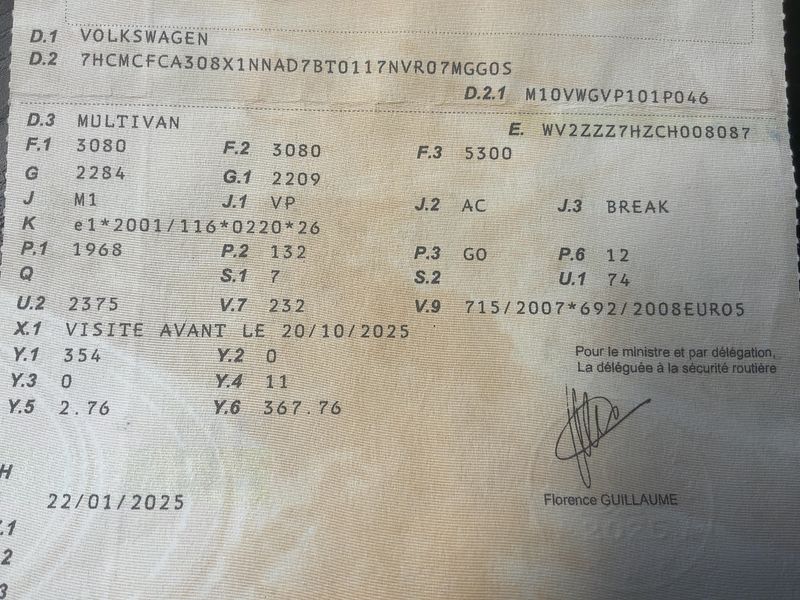 D.1 VOLKSWAGEN
D.2 7HCMCFCA308X1NNAD7BT0117NVR07MGG0S
D.2.1 M10VWGVP101P046
D.3 MULTIVAN E. WV2ZZZ7HZCH008087
F.1 3080 F.2 3080 F.3 5300
G 2284 G.1 2209
J M1 J.1 VP J.2 AC J.3 BREAK
K e1*2001/116*0220*26
P.1 1968 P.2 132 P.3 GO P.6 12
Q S.1 7 S.2 U.1 74
U.2 2375 V.7 232 V.9 715/2007*692/2008EURO5
X.1 VISITE AVANT LE 20/10/2025
Y.1 354 Y.2 0
Y.3 0 Y.4 11
Y.5 2.76 Y.6 367.76
Pour le ministre et par délégation,
La déléguée à la sécurité routière
Florence GUILLAUME
H
22/01/2025
.1
.2
3